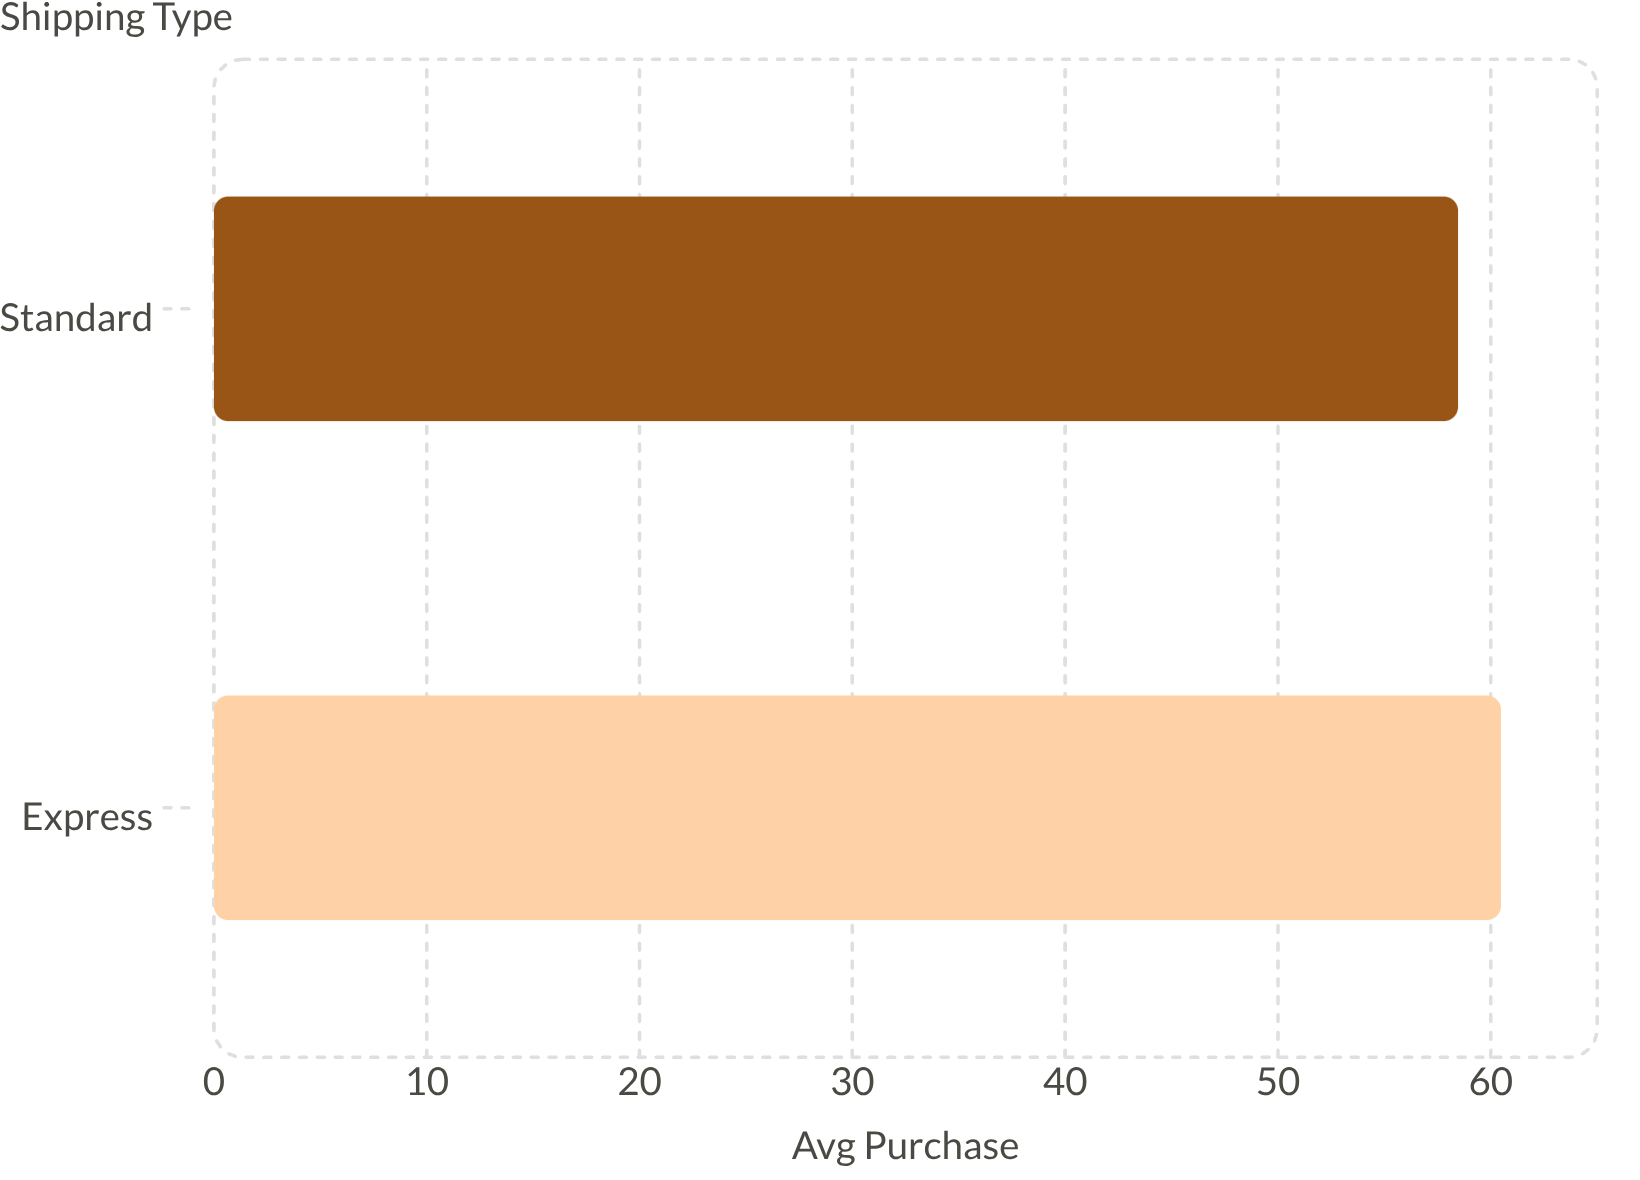 Shipping Type
Standard
Express
0 10 20 30 40 50 60
Avg Purchase